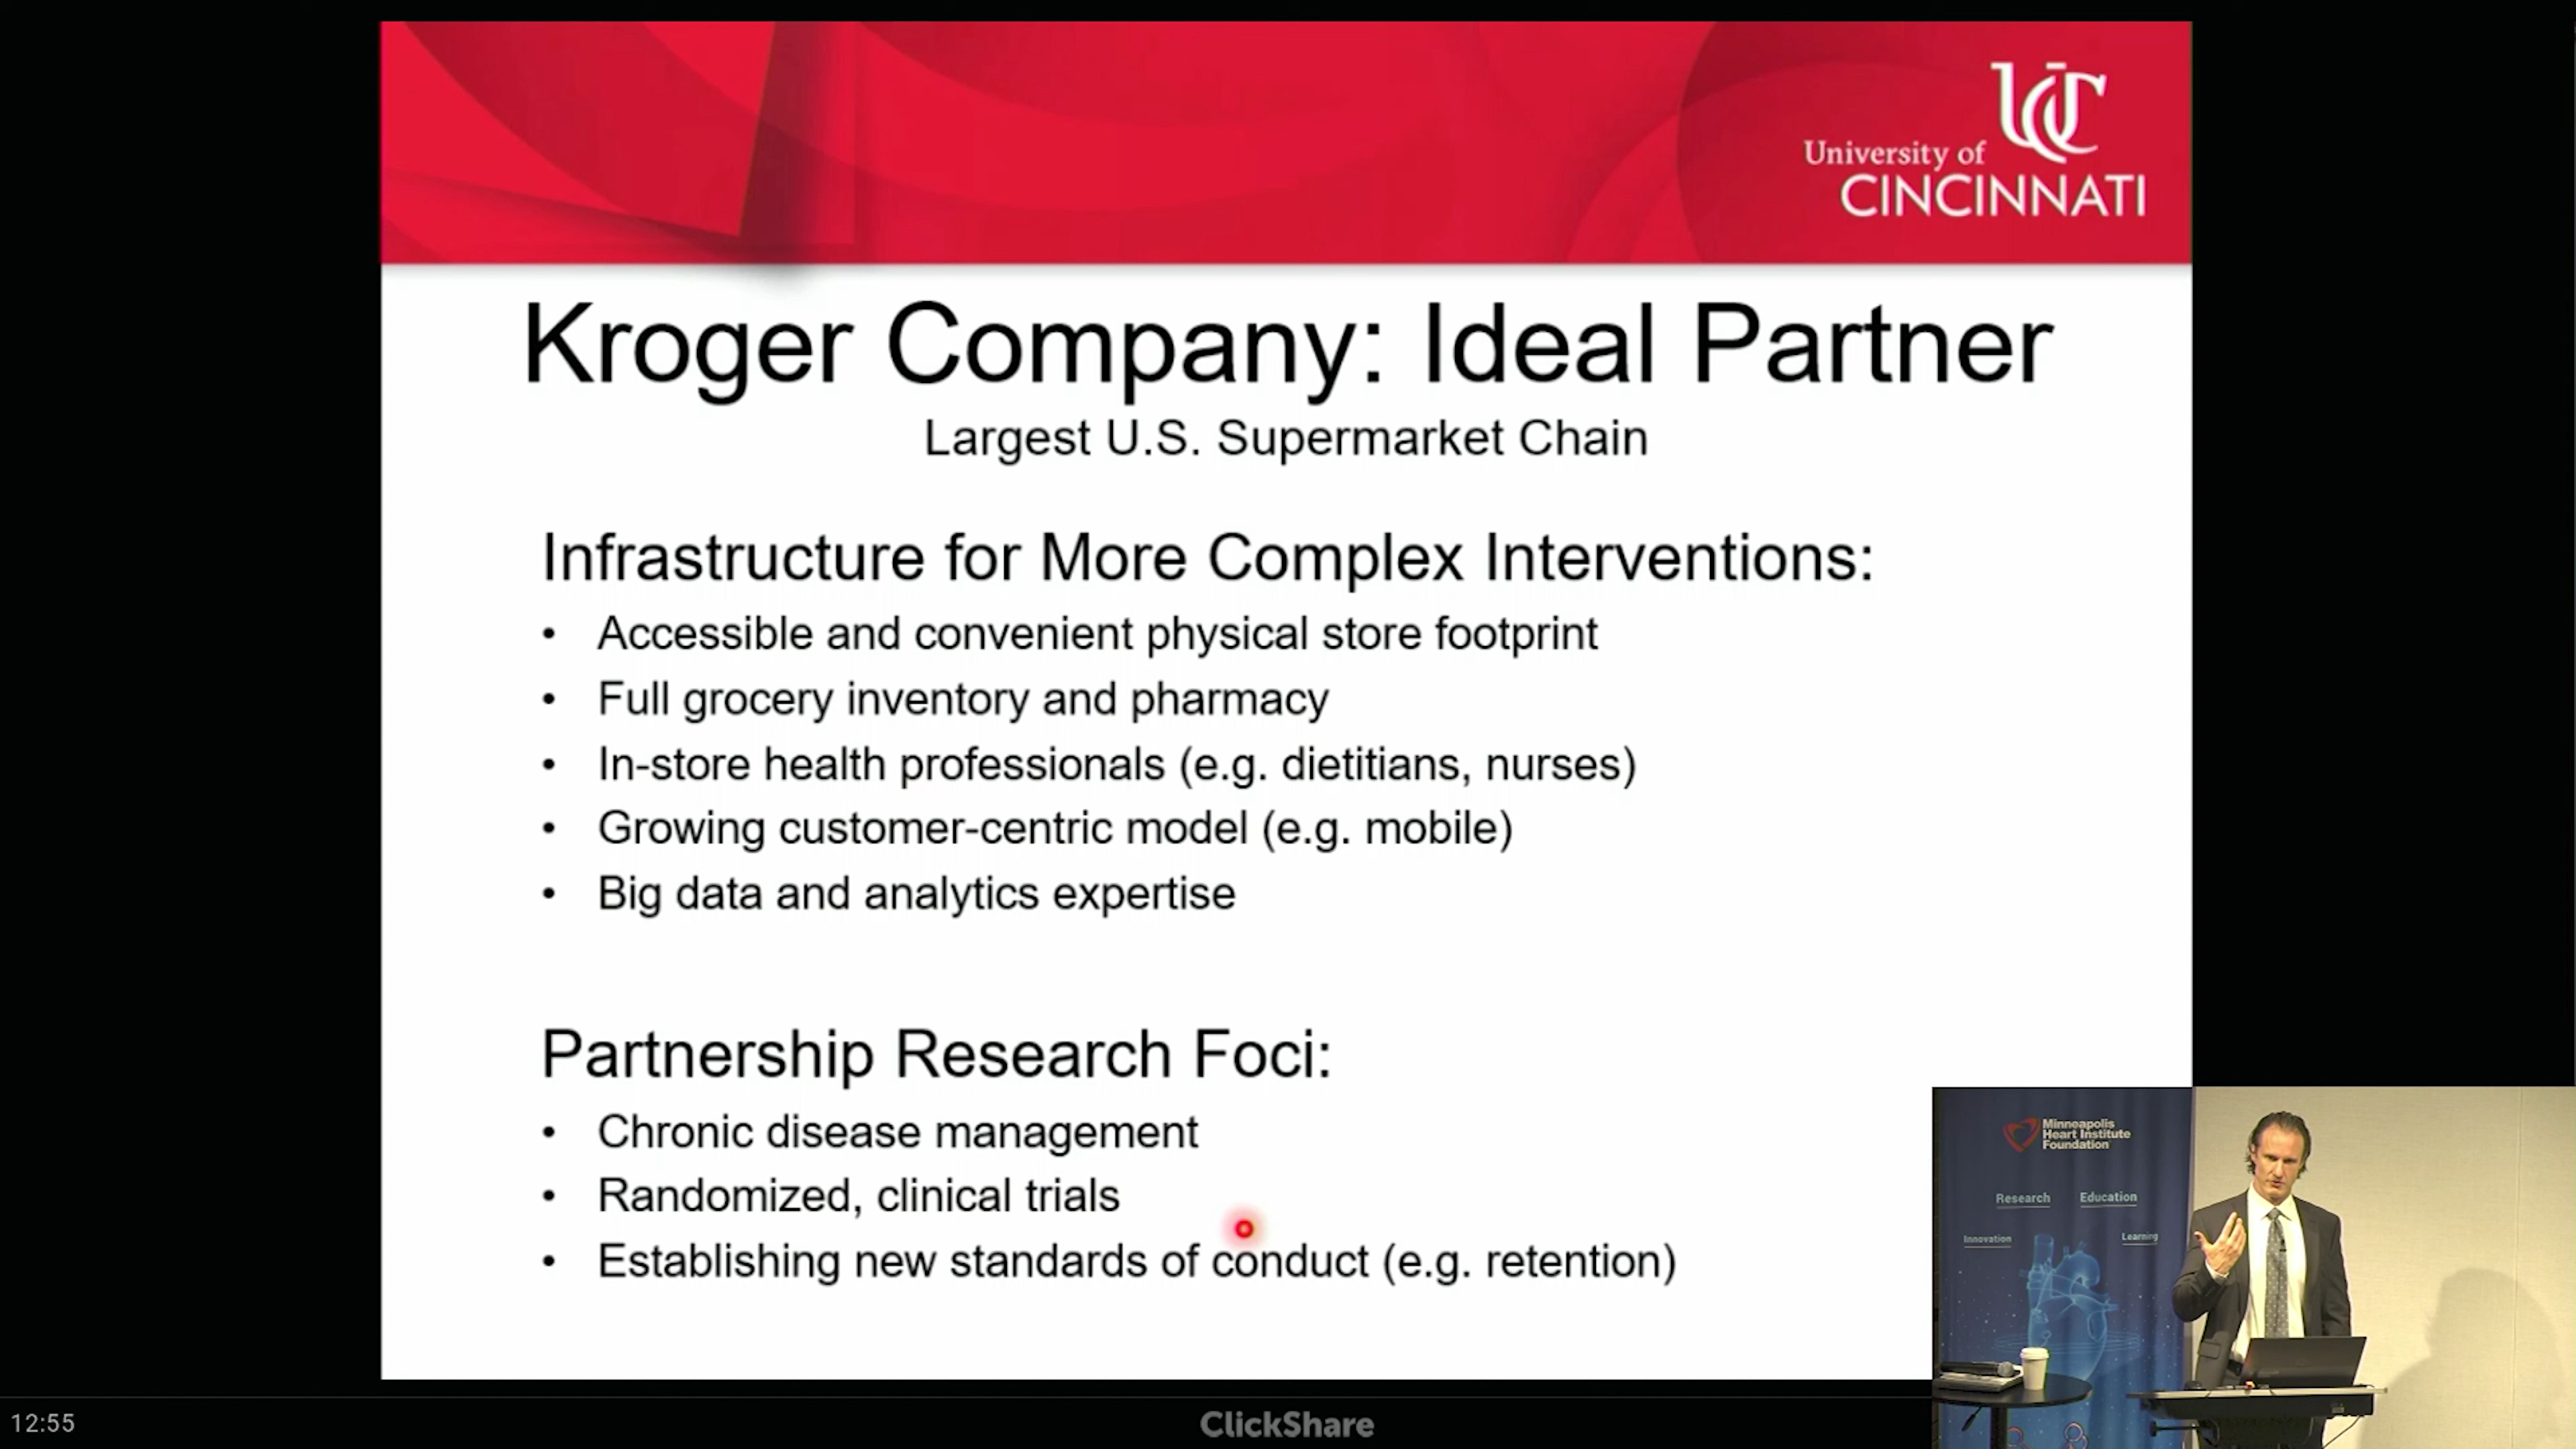 UC
University of
CINCINNATI
Kroger Company: Ideal Partner
Largest U.S. Supermarket Chain
Infrastructure for More Complex Interventions:
• Accessible and convenient physical store footprint
• Full grocery inventory and pharmacy
• In-store health professionals (e.g. dietitians, nurses)
• Growing customer-centric model (e.g. mobile)
• Big data and analytics expertise
Partnership Research Foci:
• Chronic disease management
• Randomized, clinical trials
• Establishing new standards of conduct (e.g. retention)
Minneapolis
Heart Institute
Foundation
Research Education
Innovation Learning
12:55
ClickShare